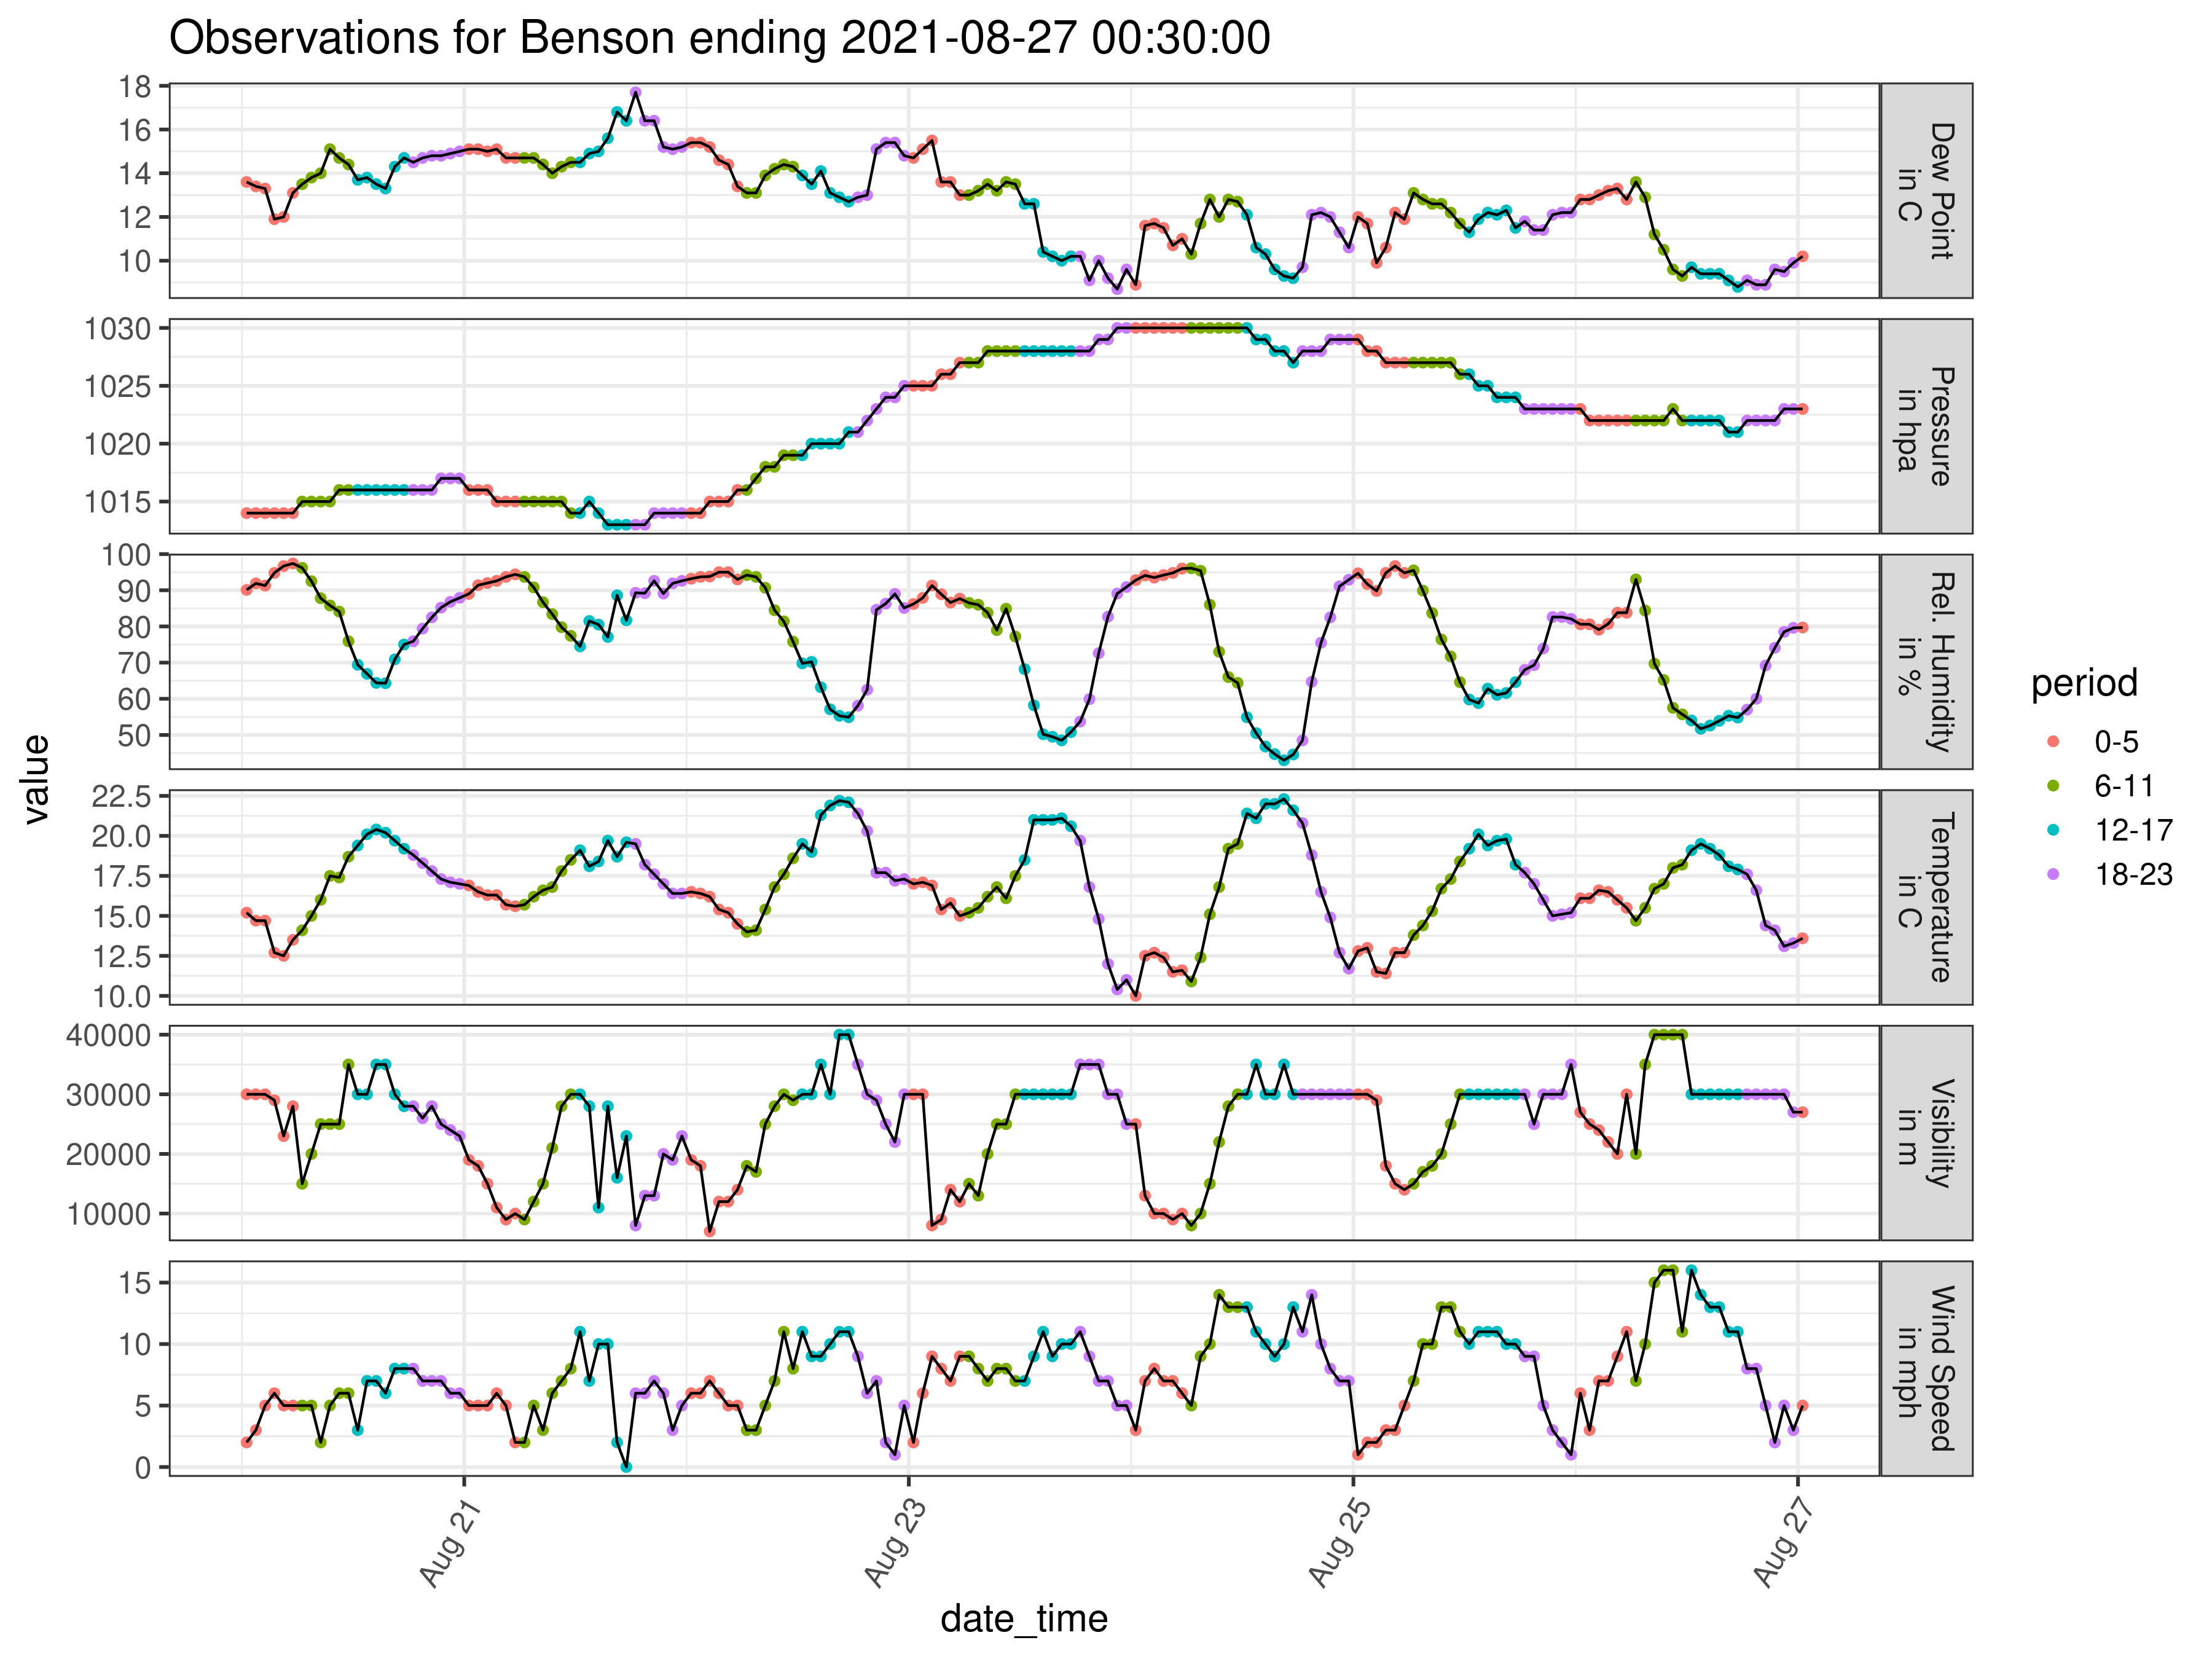 Observations for Benson ending 2021-08-27 00:30:00
18
16
14
12
10
Dew Point
in C
1030
1025
1020
1015
Pressure
in hpa
100
90
80
70
60
50
Rel. Humidity
in %
22.5
20.0
17.5
15.0
12.5
10.0
Temperature
in C
40000
30000
20000
10000
Visibility
in m
15
10
5
0
Wind Speed
in mph
value
Aug 21
Aug 23
Aug 25
Aug 27
date_time
period
0-5
6-11
12-17
18-23